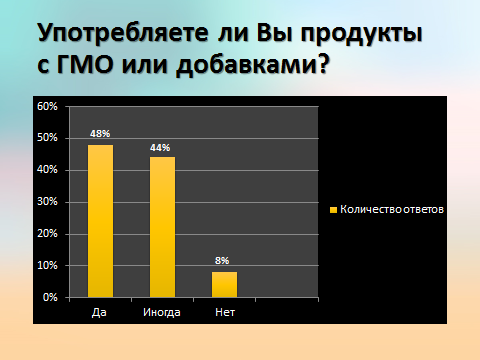 Употребляете ли Вы продукты
с ГМО или добавками?
60%
50%
40%
30%
20%
10%
0%
48%
44%
8%
Да
Иногда
Нет
Количество ответов